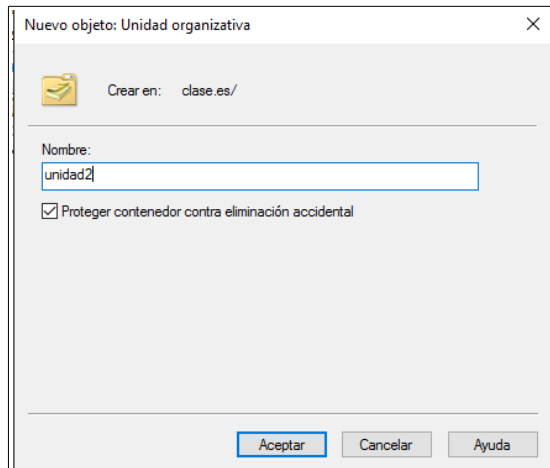 Nuevo objeto: Unidad organizativa
Crear en: clase.es/
Nombre:
unidad2
Proteger contenedor contra eliminación accidental
Aceptar Cancelar Ayuda